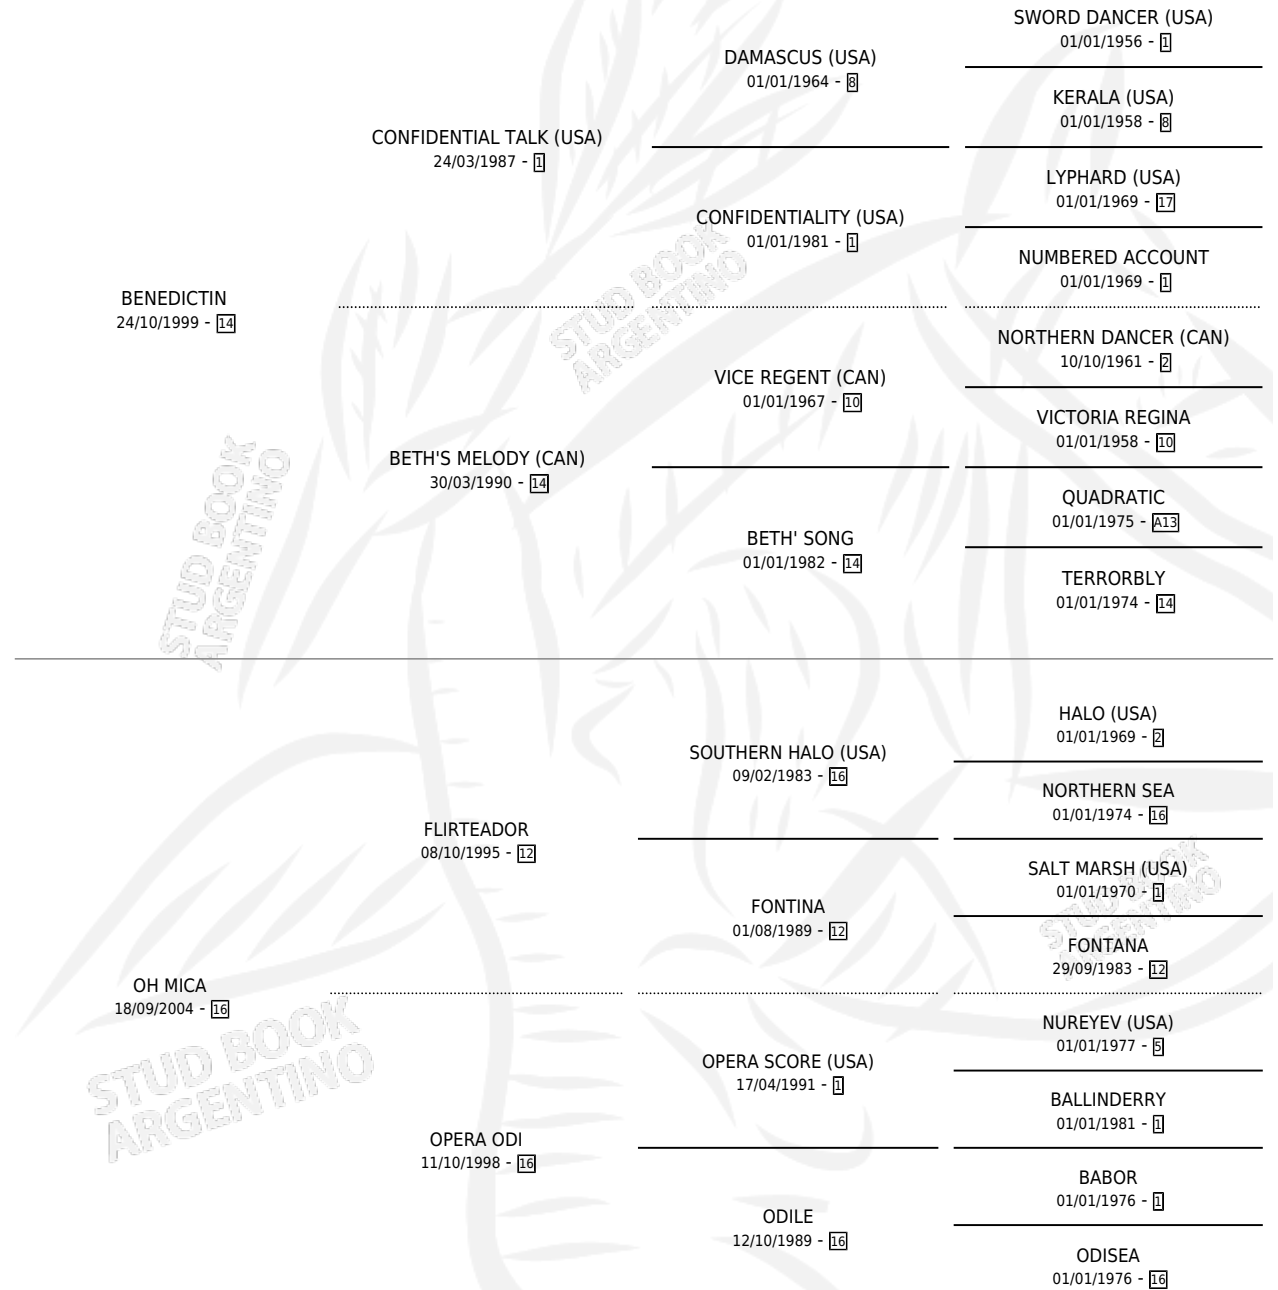 SWORD DANCER (USA)
01/01/1956 - 1
DAMASCUS (USA)
01/01/1964 - 8
KERALA (USA)
01/01/1958 - 8
CONFIDENTIAL TALK (USA)
24/03/1987 - 1
LYPHARD (USA)
01/01/1969 - 17
CONFIDENTIALITY (USA)
01/01/1981 - 1
NUMBERED ACCOUNT
01/01/1969 - 1
BENEDICTIN
24/10/1999 - 14
NORTHERN DANCER (CAN)
10/10/1961 - 2
VICE REGENT (CAN)
01/01/1967 - 10
VICTORIA REGINA
01/01/1958 - 10
BETH'S MELODY (CAN)
30/03/1990 - 14
QUADRATIC
01/01/1975 - A13
BETH' SONG
01/01/1982 - 14
TERRORBLY
01/01/1974 - 14
HALO (USA)
01/01/1969 - 2
SOUTHERN HALO (USA)
09/02/1983 - 16
NORTHERN SEA
01/01/1974 - 16
FLIRTEADOR
08/10/1995 - 12
SALT MARSH (USA)
01/01/1970 - 1
FONTINA
01/08/1989 - 12
FONTANA
29/09/1983 - 12
OH MICA
18/09/2004 - 16
NUREYEV (USA)
01/01/1977 - 5
OPERA SCORE (USA)
17/04/1991 - 1
BALLINDERRY
01/01/1981 - 1
OPERA ODI
11/10/1998 - 16
BABOR
01/01/1976 - 1
ODILE
12/10/1989 - 16
ODISEA
01/01/1976 - 16
STUD BOOK
ARGENTINO
STUD BOOK
ARGENTINO
STUD BOOK
ARGENTINO
STUD BOOK
ARGENTINO